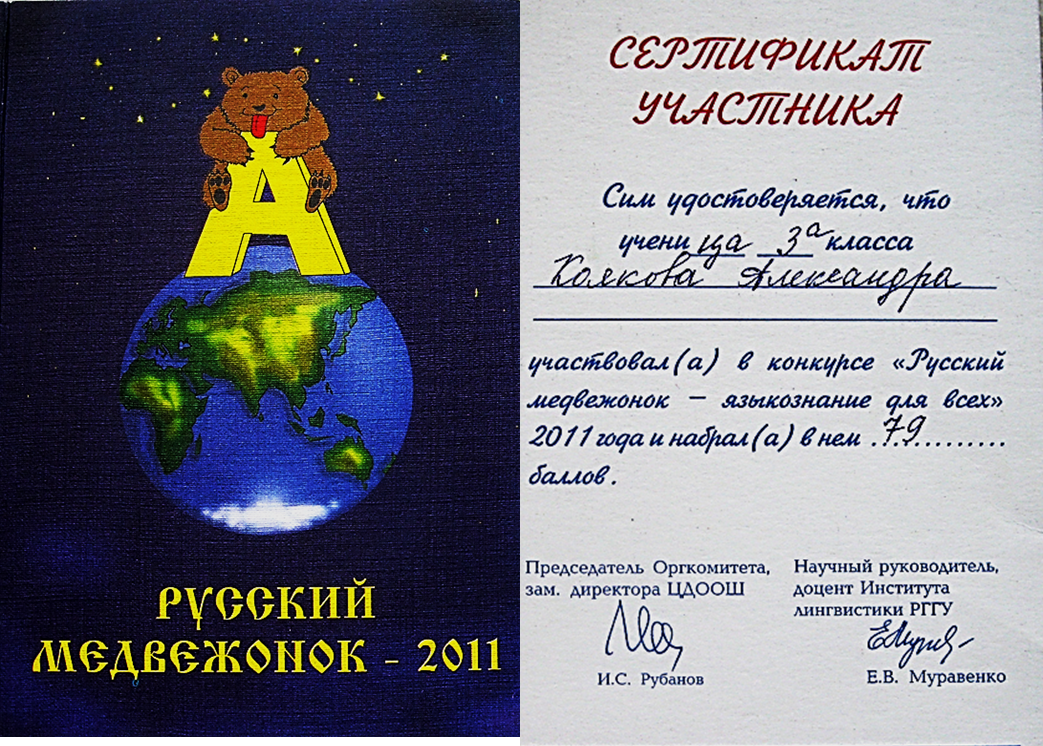 А
РУССКИЙ
МЕДВЕЖОНОК - 2011
СЕРТИФИКАТ
УЧАСТНИКА
Сим удостоверяется, что
ученица 3а класса
Колкова Александра
участвовал(а) в конкурсе «Русский
медвежонок – языкознание для всех»
2011 года и набрал(а) в нем .79..........
баллов.
Председатель Оргкомитета,
зам. директора ЦДООШ
И.С. Рубанов
Научный руководитель,
доцент Института
лингвистики РГГУ
Е.В. Муравенко